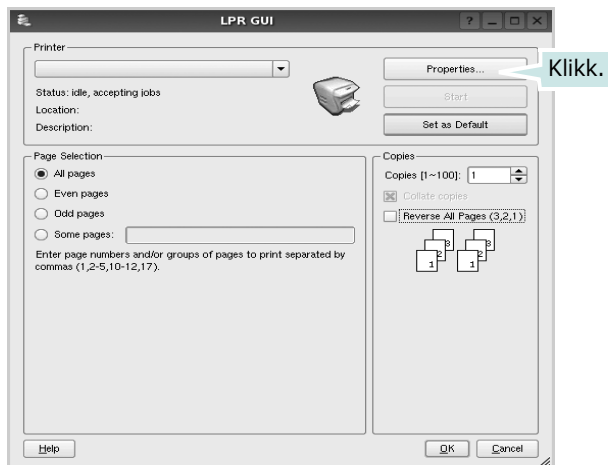 LPR GUI
Printer
Properties...
Klikk.
Status: idle, accepting jobs
Start
Location:
Description:
Set as Default
Page Selection
All pages
Even pages
Odd pages
Some pages:
Enter page numbers and/or groups of pages to print separated by
commas (1,2-5,10-12,17).
Copies
Copies [1~100]: 1
Collate copies
Reverse All Pages (3,2,1)
3 3
2 2
1 1
Help
OK
Cancel